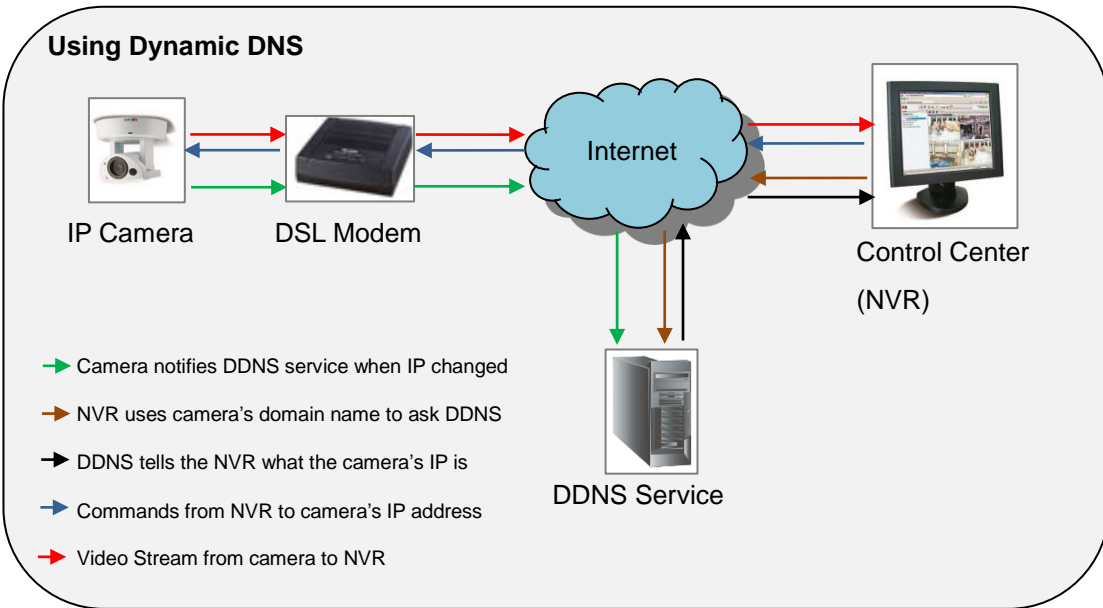 Using Dynamic DNS
Internet
IP Camera
DSL Modem
Control Center
(NVR)
Camera notifies DDNS service when IP changed
NVR uses camera’s domain name to ask DDNS
DDNS tells the NVR what the camera’s IP is
Commands from NVR to camera’s IP address
Video Stream from camera to NVR
DDNS Service